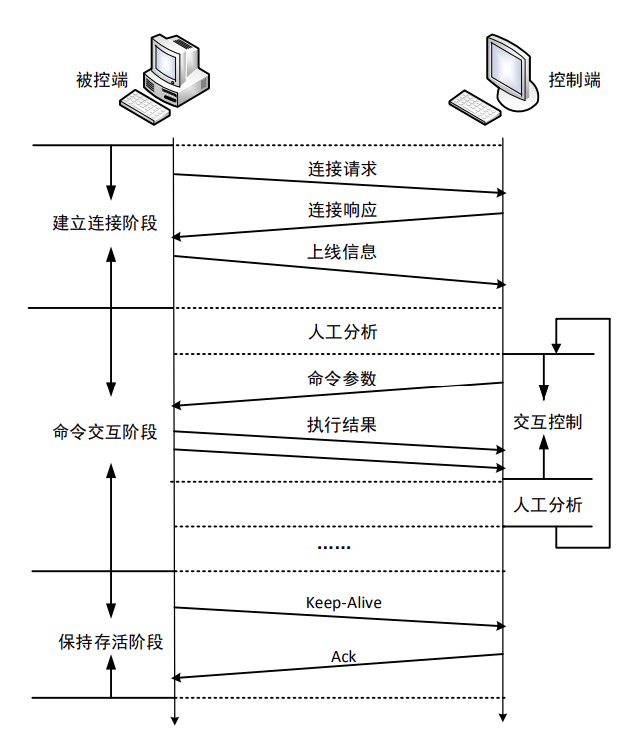 被控端
控制端
连接请求
连接响应
建立连接阶段
上线信息
人工分析
命令参数
执行结果
交互控制
命令交互阶段
人工分析
……
Keep-Alive
保持存活阶段
Ack